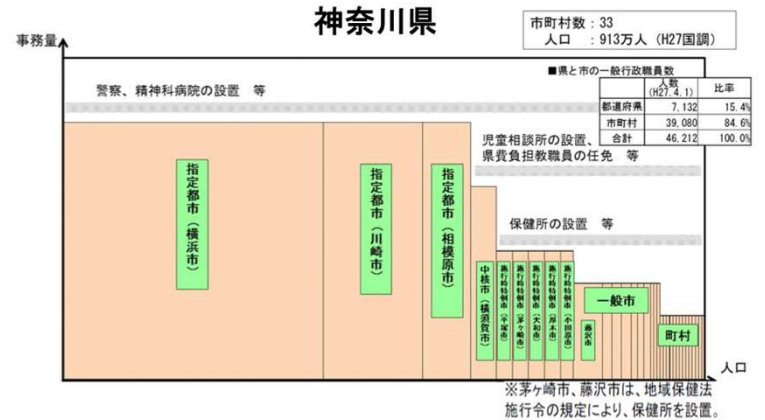 神奈川県
市町村数：33
人口　：913万人（H27国調）
事務量
■県と市の一般行政職員数
人数
(H27.4.1)
比率
都道府県 7,132 15.4%
市町村 39,080 84.6%
合計 46,212 100.0%
警察、精神科病院の設置　等
児童相談所の設置、
県費負担教職員の任免　等
保健所の設置　等
指定都市（横浜市）
指定都市（川崎市）
指定都市（相模原市）
中核市（横須賀市）
施行時特例市（平塚市）
施行時特例市（茅ヶ崎市）
施行時特例市（大和市）
施行時特例市（厚木市）
施行時特例市（小田原市）
藤沢市
一般市
町村
人口
※茅ヶ崎市、藤沢市は、地域保健法
施行令の規定により、保健所を設置。